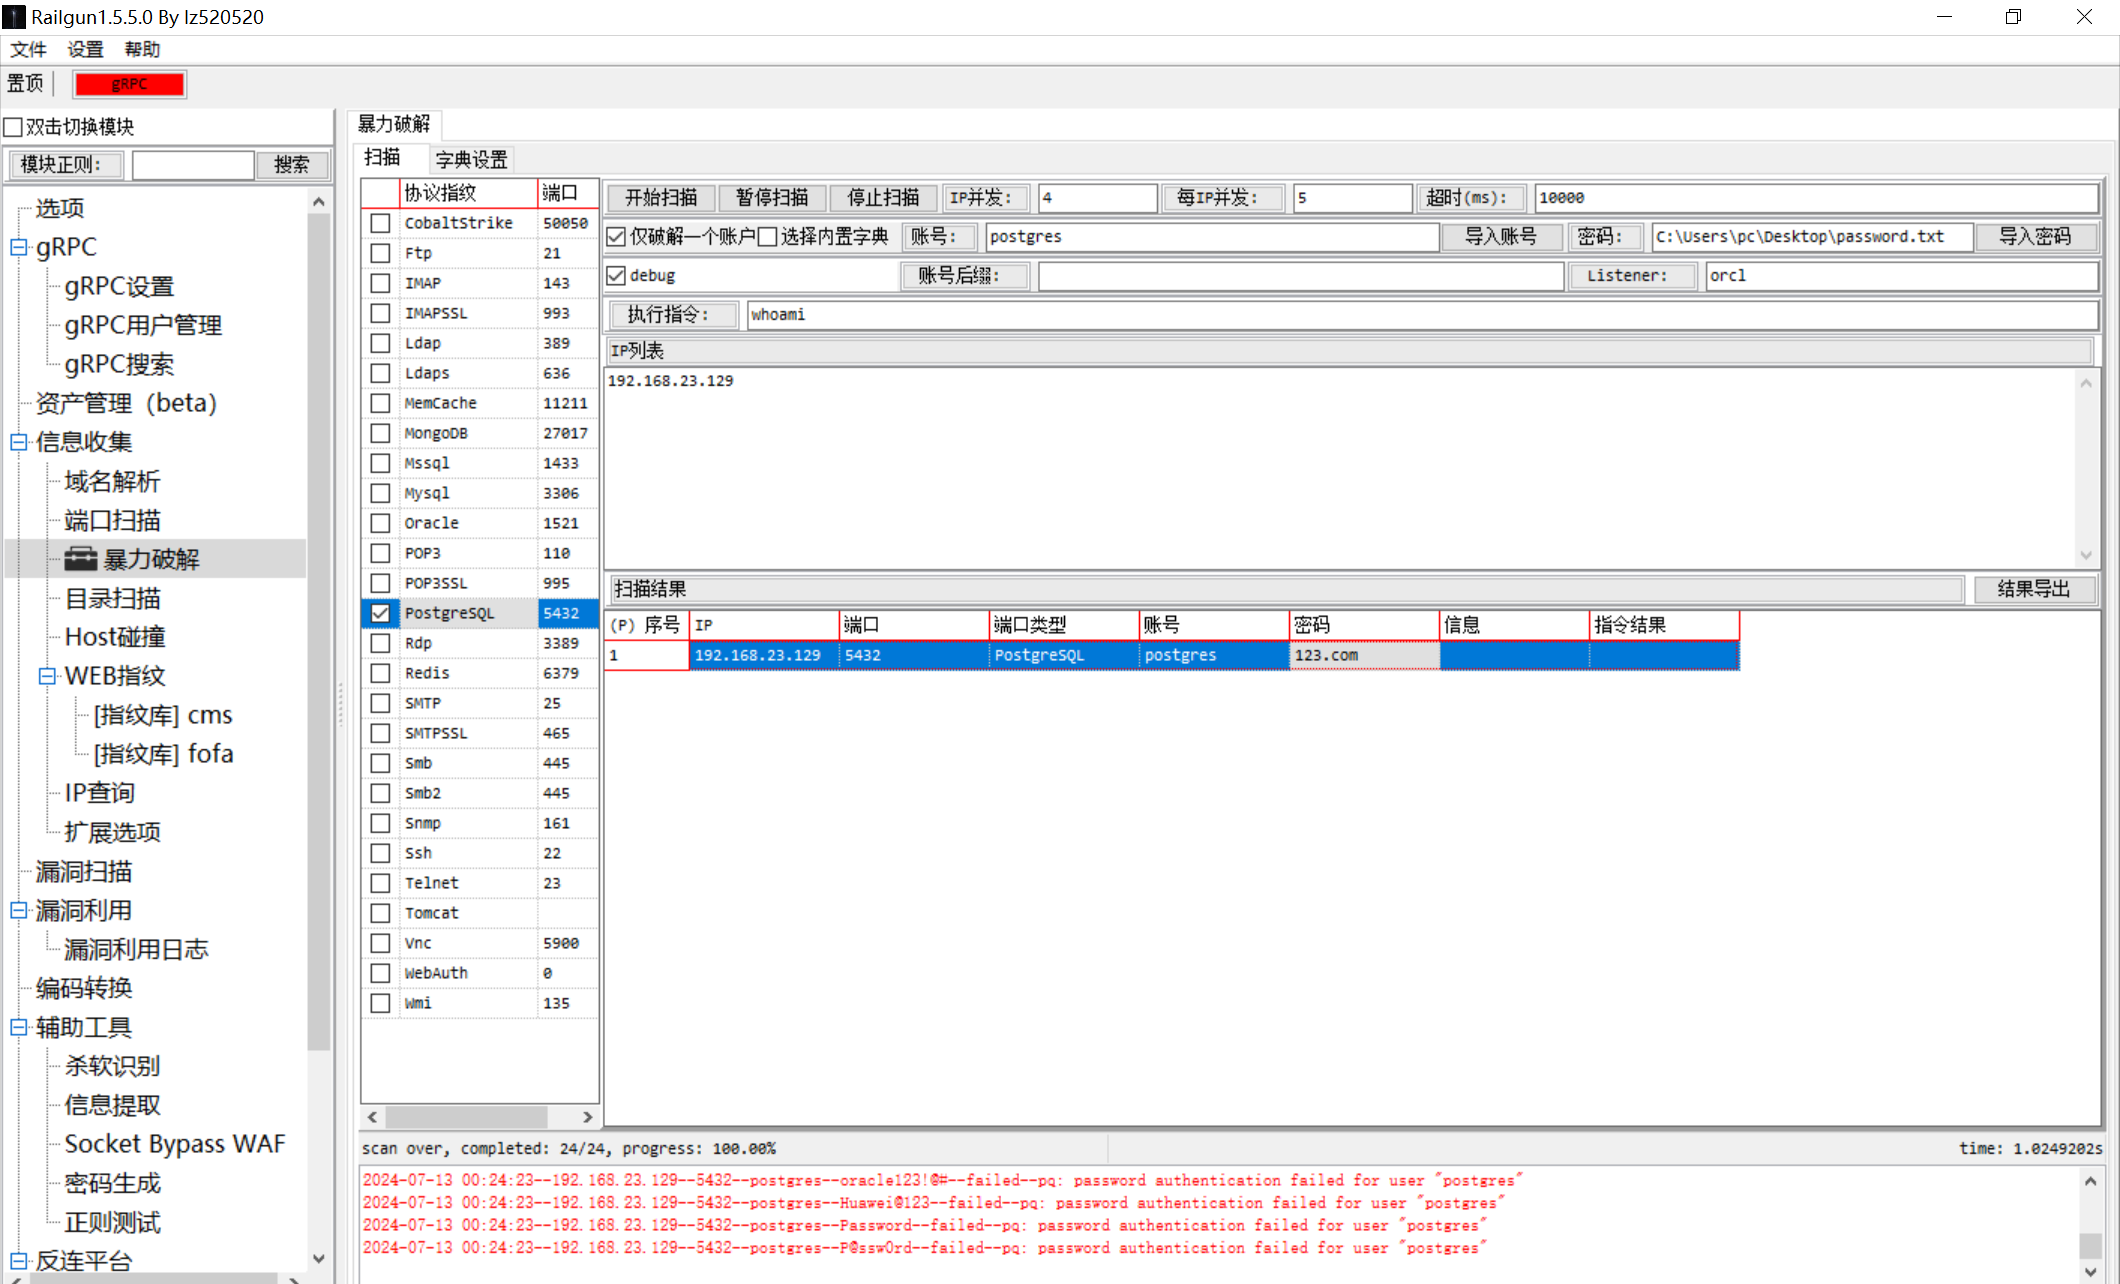 Railgun1.5.5.0 By lz520520
文件 设置 帮助
置顶 gRPC
双击切换模块
模块正则: 搜索
选项
gRPC
gRPC设置
gRPC用户管理
gRPC搜索
资产管理（beta）
信息收集
域名解析
端口扫描
暴力破解
目录扫描
Host碰撞
WEB指纹
[指纹库] cms
[指纹库] fofa
IP查询
扩展选项
漏洞扫描
漏洞利用
漏洞利用日志
编码转换
辅助工具
杀软识别
信息提取
Socket Bypass WAF
密码生成
正则测试
反连平台
暴力破解
扫描 字典设置
协议指纹 端口
CobaltStrike 50050
Ftp 21
IMAP 143
IMAPSSL 993
Ldap 389
Ldaps 636
MemCache 11211
MongoDB 27017
Mssql 1433
Mysql 3306
Oracle 1521
POP3 110
POP3SSL 995
PostgreSQL 5432
Rdp 3389
Redis 6379
SMTP 25
SMTPSSL 465
Smb 445
Smb2 445
Snmp 161
Ssh 22
Telnet 23
Tomcat
Vnc 5900
WebAuth 0
Wmi 135
开始扫描 暂停扫描 停止扫描 IP并发: 4 每IP并发: 5 超时(ms): 10000
仅破解一个账户 选择内置字典 账号: postgres 导入账号 密码: C:\Users\pc\Desktop\password.txt 导入密码
debug 账号后缀: Listener: orcl
执行指令: whoami
IP列表
192.168.23.129
扫描结果 结果导出
(P) 序号 IP 端口 端口类型 账号 密码 信息 指令结果
1 192.168.23.129 5432 PostgreSQL postgres 123.com
scan over, completed: 24/24, progress: 100.00% time: 1.0249202s
2024-07-13 00:24:23--192.168.23.129--5432--postgres--oracle123!@#--failed--pq: password authentication failed for user "postgres"
2024-07-13 00:24:23--192.168.23.129--5432--postgres--Huawei@123--failed--pq: password authentication failed for user "postgres"
2024-07-13 00:24:23--192.168.23.129--5432--postgres--Password--failed--pq: password authentication failed for user "postgres"
2024-07-13 00:24:23--192.168.23.129--5432--postgres--P@ssw0rd--failed--pq: password authentication failed for user "postgres"